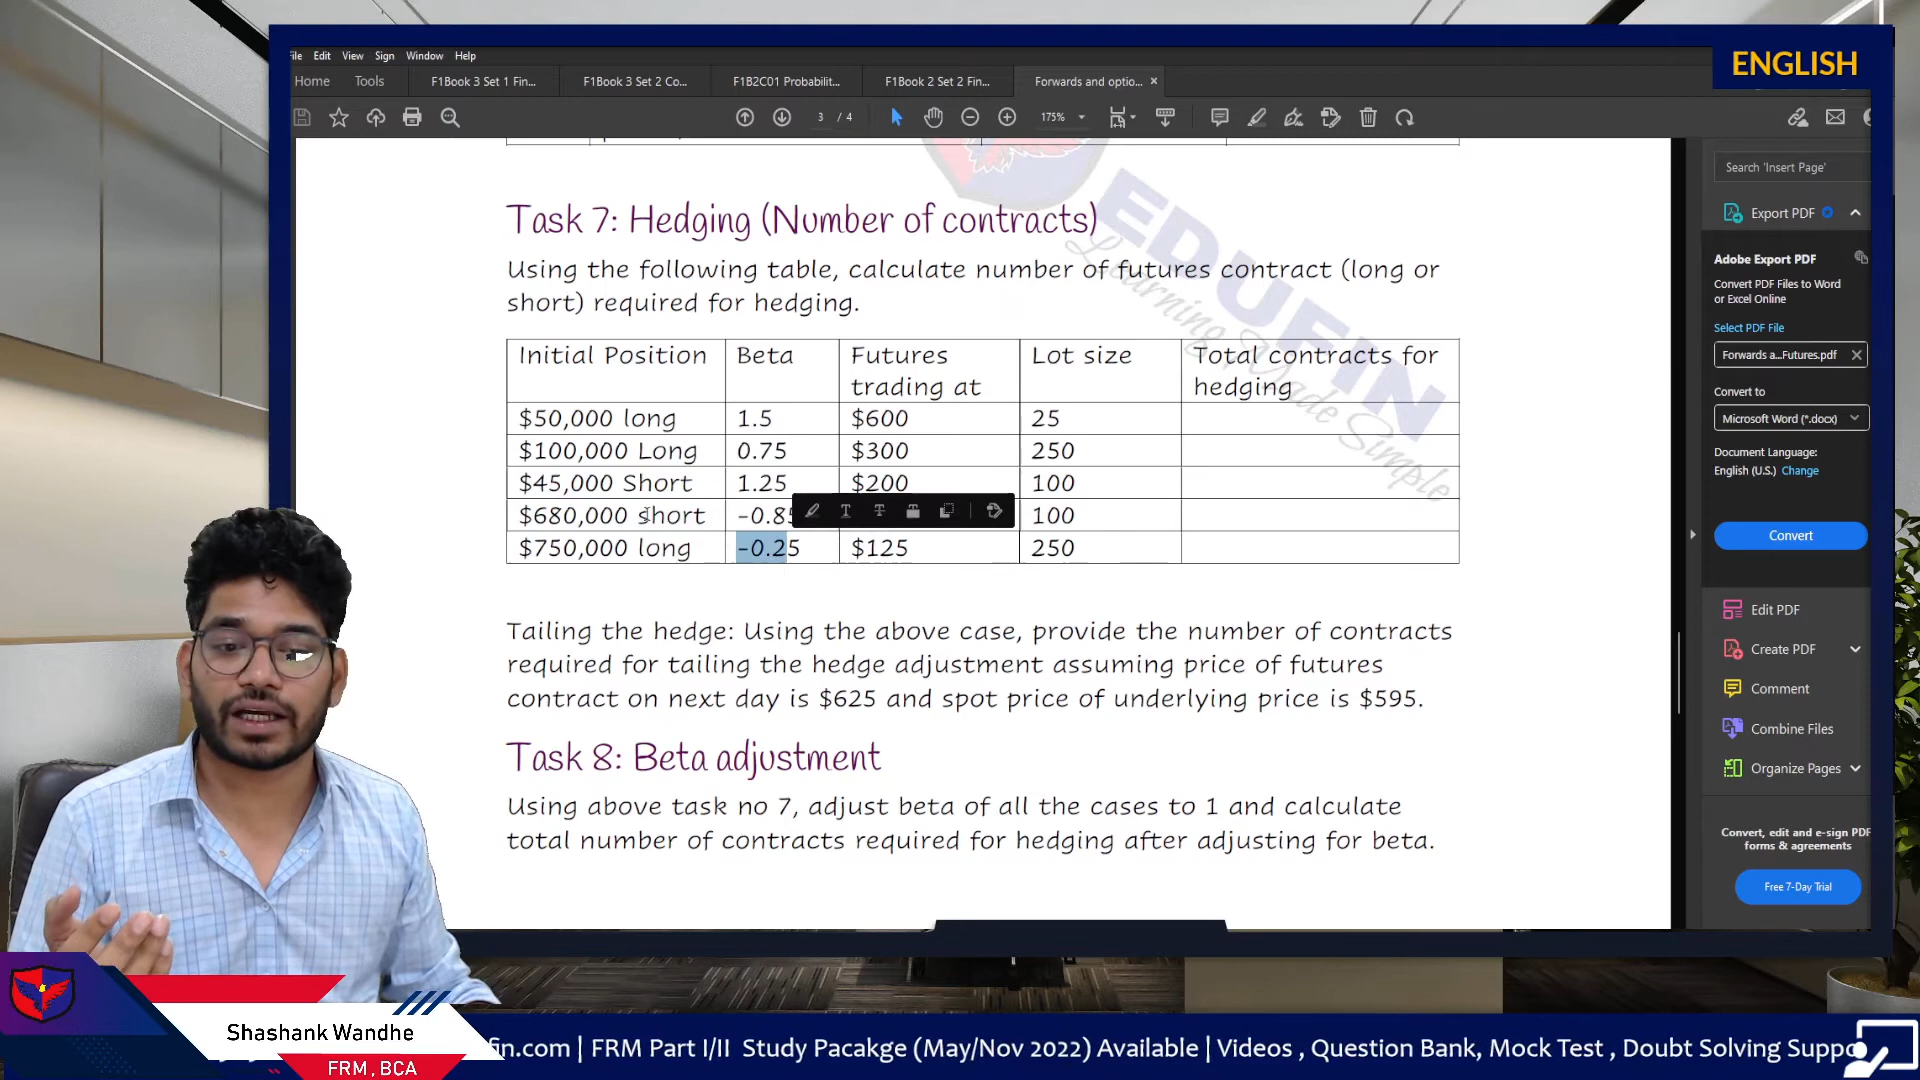 ENGLISH
File Edit View Sign Window Help
Home Tools F1Book 3 Set 1 Fin... F1Book 3 Set 2 Co... F1B2C01 Probabilit... F1Book 2 Set 2 Fin... Forwards and optio... ×
3 / 4 175%
EDUFIN
Learning Made Simple
Task 7: Hedging (Number of contracts)
Using the following table, calculate number of futures contract (long or
short) required for hedging.
Initial Position Beta Futures trading at Lot size Total contracts for hedging
$50,000 long 1.5 $600 25
$100,000 Long 0.75 $300 250
$45,000 Short 1.25 $200 100
$680,000 short -0.85 100
$750,000 long -0.25 $125 250
Tailing the hedge: Using the above case, provide the number of contracts
required for tailing the hedge adjustment assuming price of futures
contract on next day is $625 and spot price of underlying price is $595.
Task 8: Beta adjustment
Using above task no 7, adjust beta of all the cases to 1 and calculate
total number of contracts required for hedging after adjusting for beta.
Search 'Insert Page'
Export PDF
Adobe Export PDF
Convert PDF Files to Word
or Excel Online
Select PDF File
Forwards a...Futures.pdf ×
Convert to
Microsoft Word (*.docx)
Document Language:
English (U.S.) Change
Convert
Edit PDF
Create PDF
Comment
Combine Files
Organize Pages
Convert, edit and e-sign PDF
forms & agreements
Free 7-Day Trial
Shashank Wandhe
FRM, BCA
fin.com | FRM Part I/II Study Pacakge (May/Nov 2022) Available | Videos , Question Bank, Mock Test , Doubt Solving Suppo